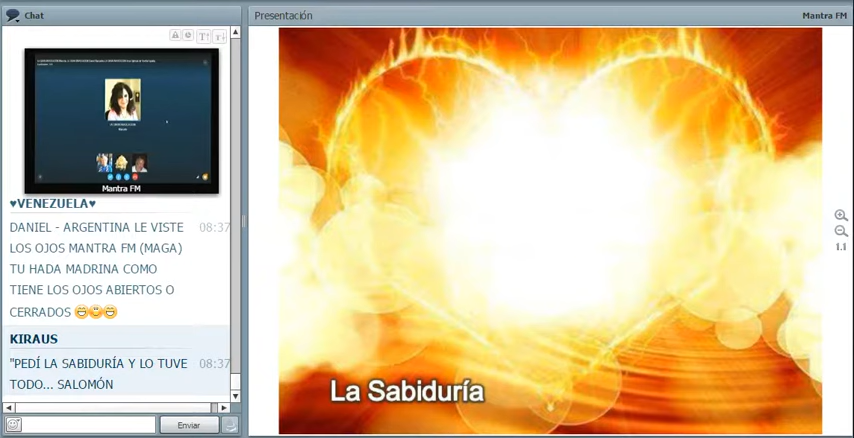 Chat
T↑ T↓
Mantra FM
♥VENEZUELA♥
DANIEL - ARGENTINA LE VISTE 08:37
LOS OJOS MANTRA FM (MAGA)
TU HADA MADRINA COMO
TIENE LOS OJOS ABIERTOS O
CERRADOS
KIRAUS
"PEDÍ LA SABIDURÍA Y LO TUVE 08:37
TODO... SALOMÓN
Enviar
Presentación
Mantra FM
La Sabiduría
1.1